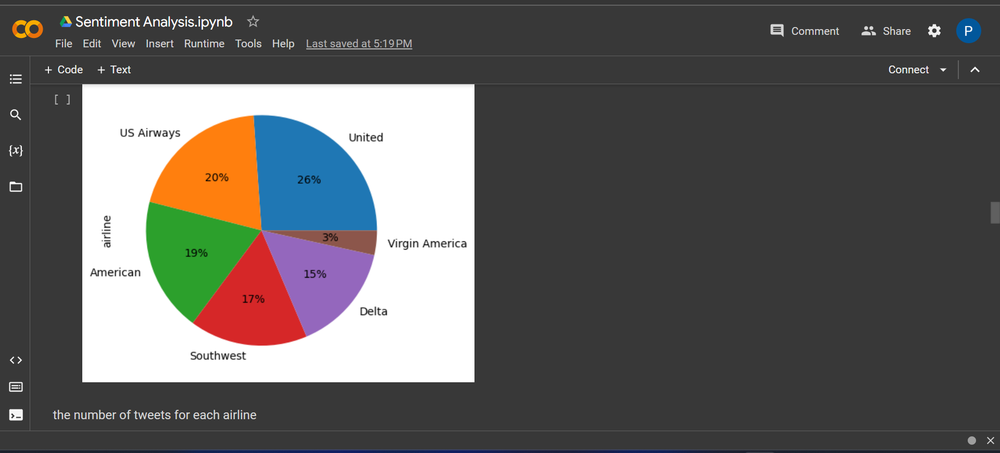 Sentiment Analysis.ipynb
File Edit View Insert Runtime Tools Help Last saved at 5:19 PM
Comment
Share
P
+ Code + Text
Connect
[ ]
US Airways
United
20%
26%
airline
3%
Virgin America
19%
American
15%
17%
Delta
Southwest
{x}
the number of tweets for each airline